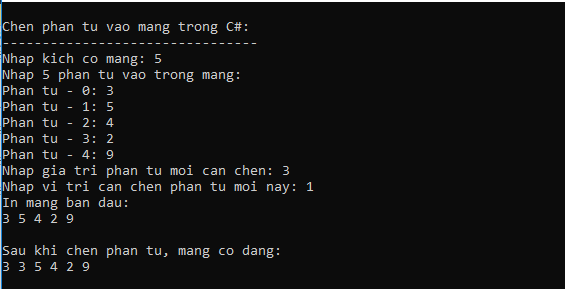 Chen phan tu vao mang trong C#:
--------------------------------
Nhap kich co mang: 5
Nhap 5 phan tu vao trong mang:
Phan tu - 0: 3
Phan tu - 1: 5
Phan tu - 2: 4
Phan tu - 3: 2
Phan tu - 4: 9
Nhap gia tri phan tu moi can chen: 3
Nhap vi tri can chen phan tu moi nay: 1
In mang ban dau:
3 5 4 2 9
Sau khi chen phan tu, mang co dang:
3 3 5 4 2 9